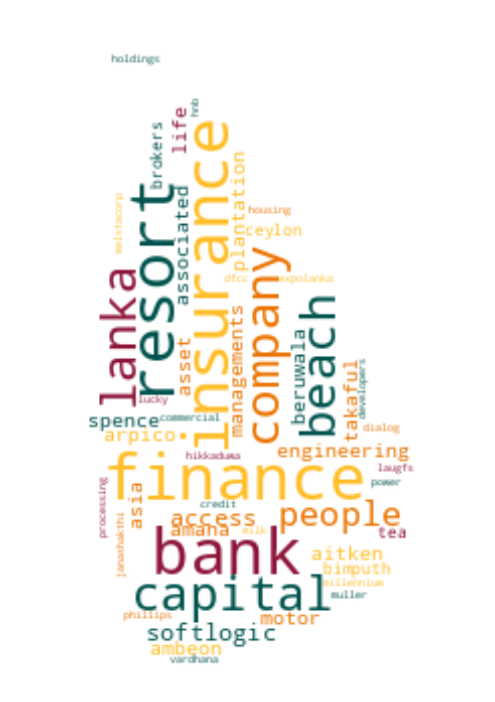 holdings
hnb
life
brokers
insurance
resort
associated
plantation
melstacorp
housing
ceylon
lanka
company
dfcc
expolanka
beach
managements
asset
beruwala
takaful
developers
lucky
spence
commercial
dialog
arpico
engineering
hikkaduwa
finance
laugfs
power
processing
asia
credit
janashakthi
access
people
amana
milk
tea
bank
aitken
bimputh
capital
millennium
muller
phillips
motor
softlogic
ambeon
vardhana